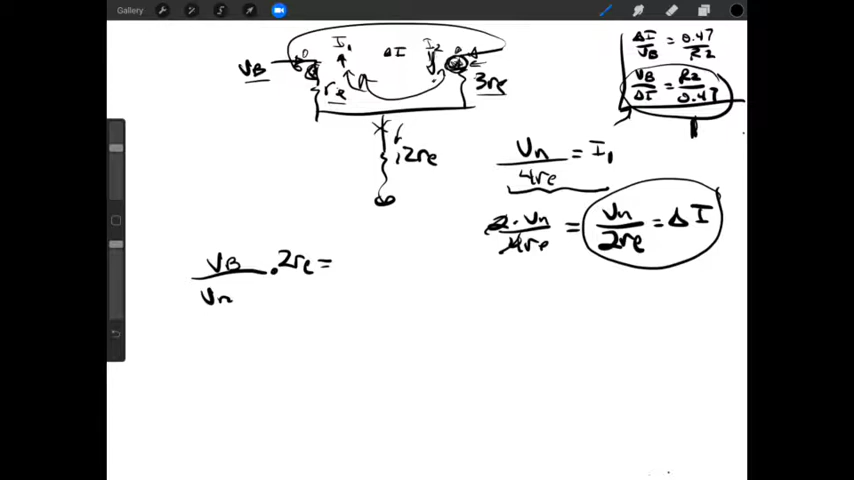 Gallery
I₁ ΔI I₂
VB
re 3re
12re
ΔI/VB = 0.47/R2
VB/ΔI = R2/0.47
Vn/4re = I₁
2·Vn/4re = Vn/2re = ΔI
VB/Vn · 2re =